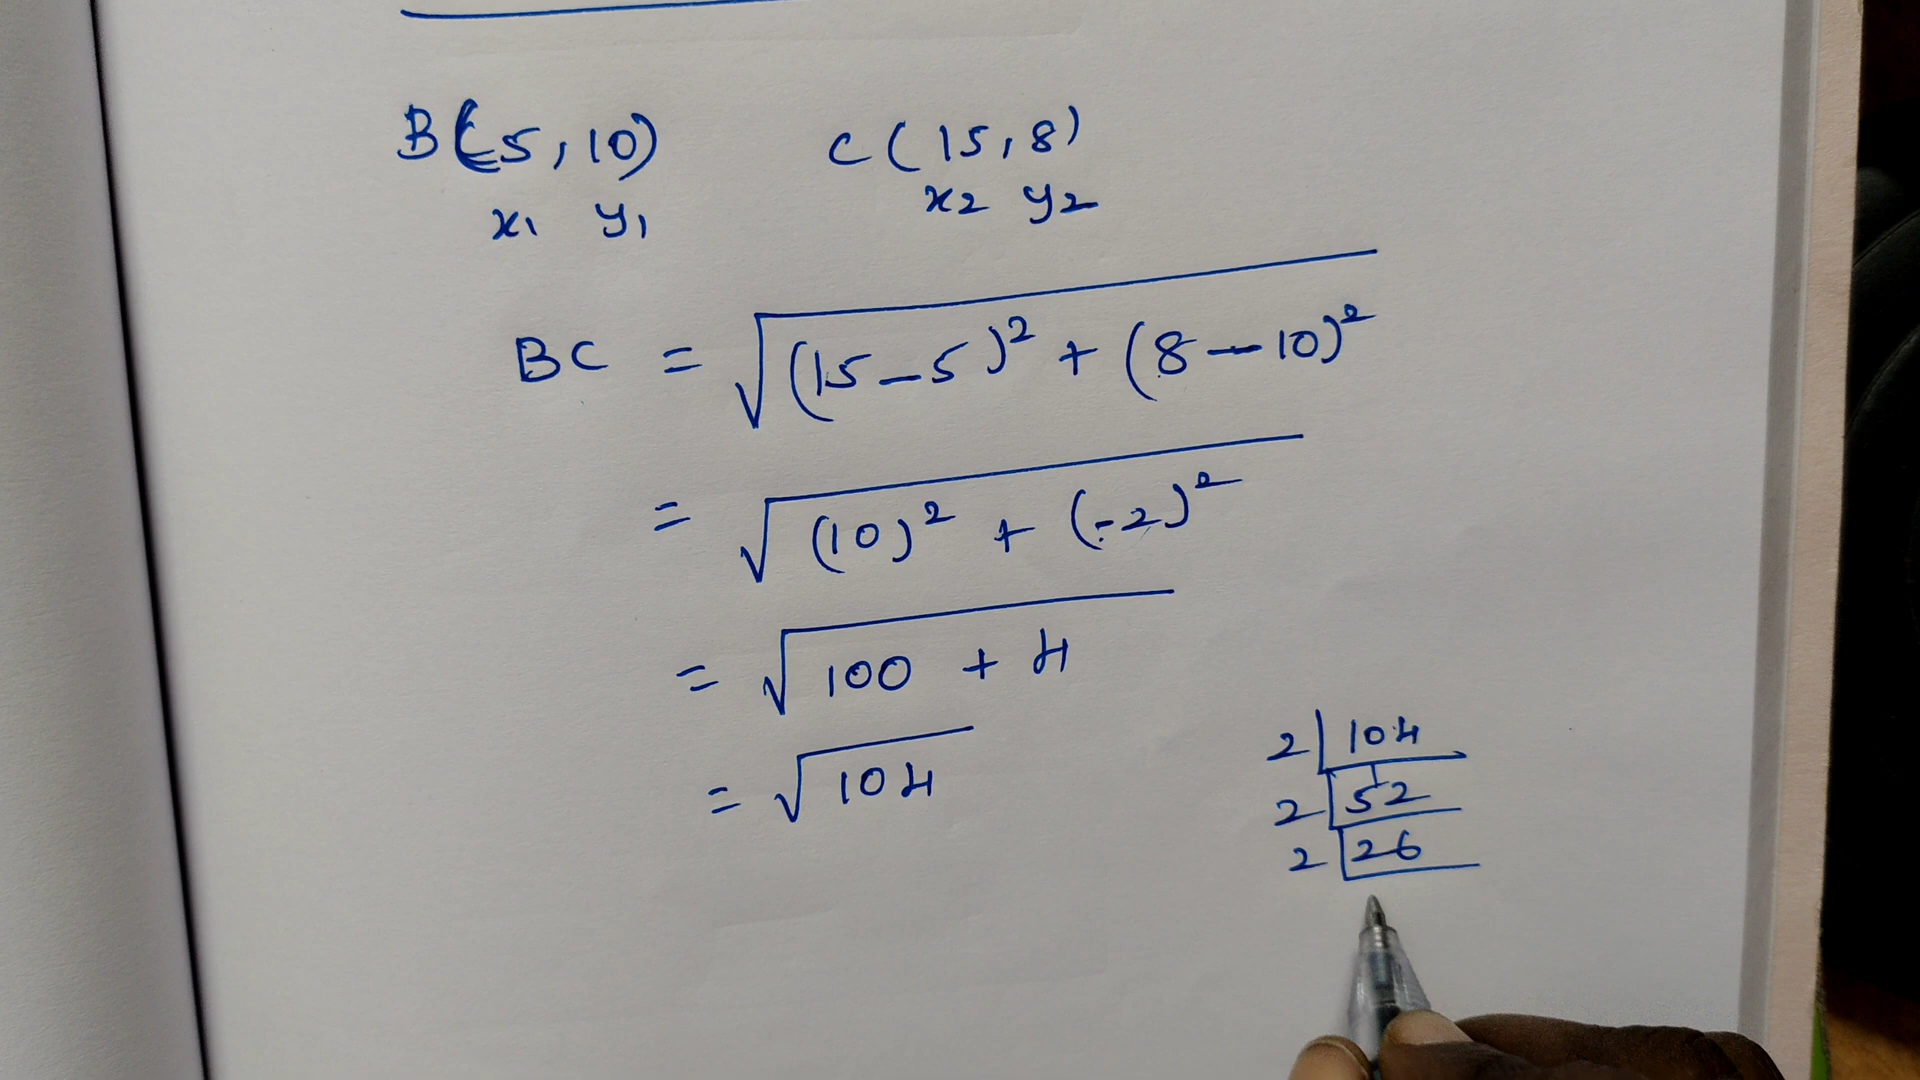 B(5,10) C(15,8)
x1 y1 x2 y2
BC = √(15-5)² + (8-10)²
= √(10)² + (-2)²
= √100 + 4
= √104
2 | 104
2 | 52
2 | 26